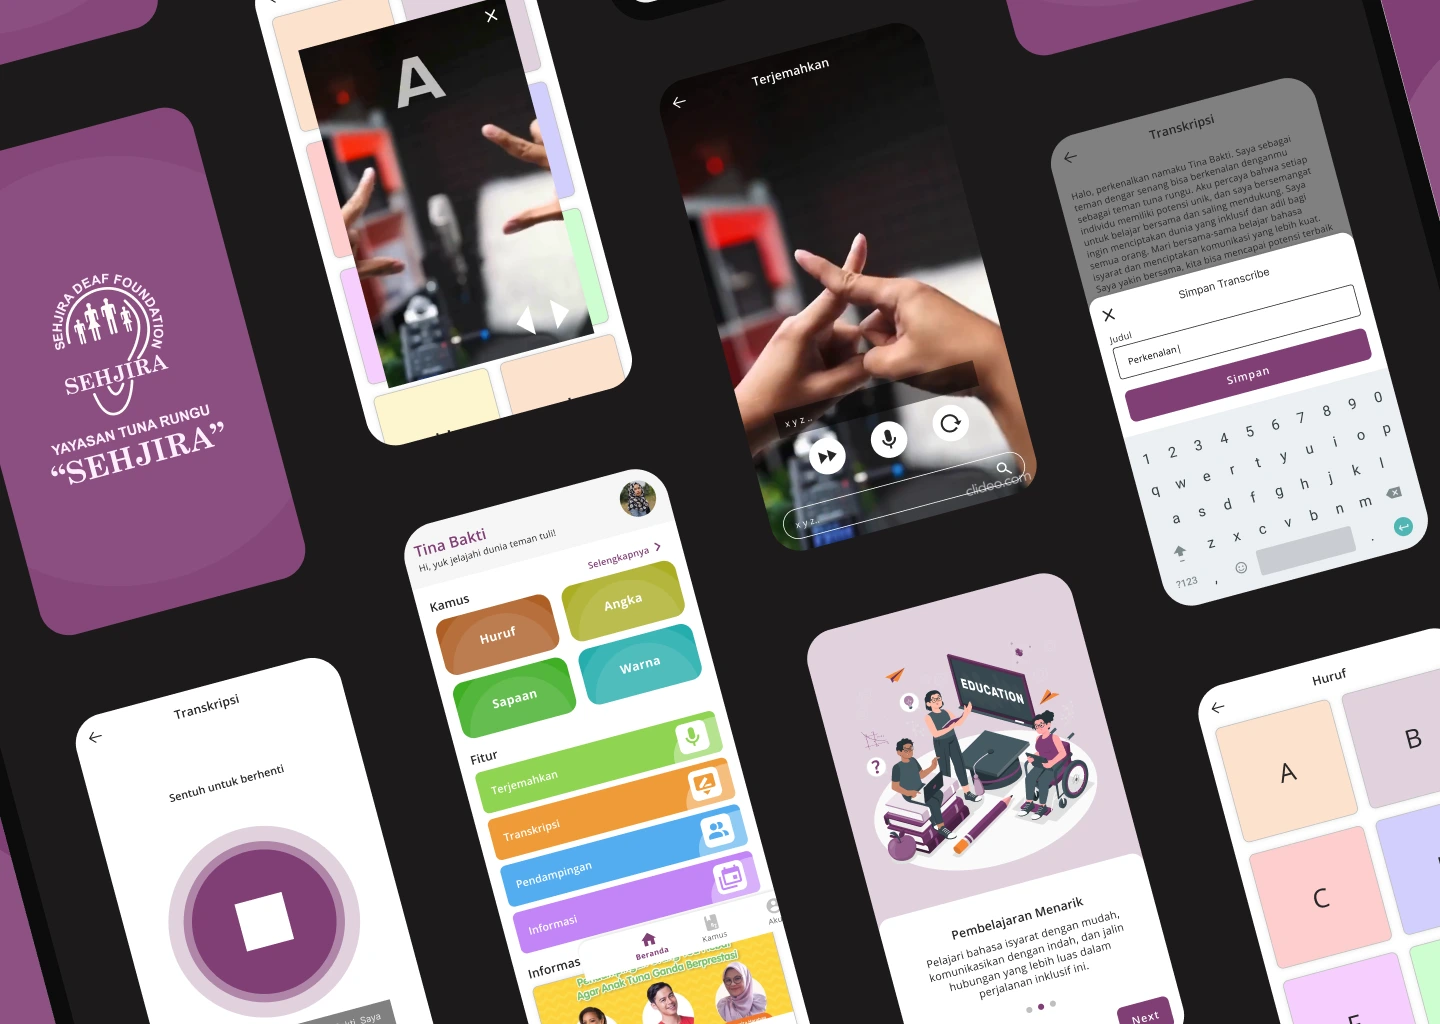 SEHJIRA DEAF FOUNDATION
SEHJIRA
YAYASAN TUNA RUNGU
“SEHJIRA”
A
Terjemahkan
x y z ..
x y z..
clideo.com
Transkripsi
Halo, perkenalkan namaku Tina Bakti. Saya sebagai
teman dengar senang bisa berkenalan denganmu
sebagai teman tuna rungu. Aku percaya bahwa setiap
individu memiliki potensi unik, dan saya bersemangat
untuk belajar bersama dan saling mendukung. Saya
ingin menciptakan dunia yang inklusif dan adil bagi
semua orang. Mari bersama-sama belajar bahasa
isyarat dan menciptakan komunikasi yang lebih kuat.
Saya yakin bersama, kita bisa mencapai potensi terbaik
Simpan Transcribe
Judul
Perkenalan|
Simpan
1 2 3 4 5 6 7 8 9 0
q w e r t y u i o p
a s d f g h j k l
z x c v b n m
?123 , .
Transkripsi
Sentuh untuk berhenti
Saya
Tina Bakti
Hi, yuk jelajahi dunia teman tuli!
Kamus
Selengkapnya
Huruf
Angka
Sapaan
Warna
Fitur
Terjemahkan
Transkripsi
Pendampingan
Informasi
Beranda
Kamus
Informas
Agar Anak Tuna Ganda Berprestasi
EDUCATION
?
?
Pembelajaran Menarik
Pelajari bahasa isyarat dengan mudah,
komunikasikan dengan indah, dan jalin
hubungan yang lebih luas dalam
perjalanan inklusif ini.
Next
Huruf
A
B
C